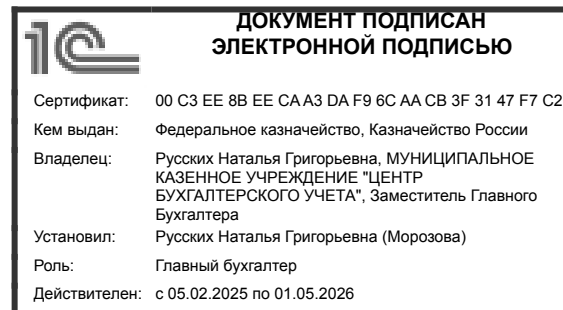 1С
ДОКУМЕНТ ПОДПИСАН
ЭЛЕКТРОННОЙ ПОДПИСЬЮ
Сертификат: 00 C3 EE 8B EE CA A3 DA F9 6C AA CB 3F 31 47 F7 C2
Кем выдан: Федеральное казначейство, Казначейство России
Владелец: Русских Наталья Григорьевна, МУНИЦИПАЛЬНОЕ
КАЗЕННОЕ УЧРЕЖДЕНИЕ "ЦЕНТР
БУХГАЛТЕРСКОГО УЧЕТА", Заместитель Главного
Бухгалтера
Установил: Русских Наталья Григорьевна (Морозова)
Роль: Главный бухгалтер
Действителен: с 05.02.2025 по 01.05.2026